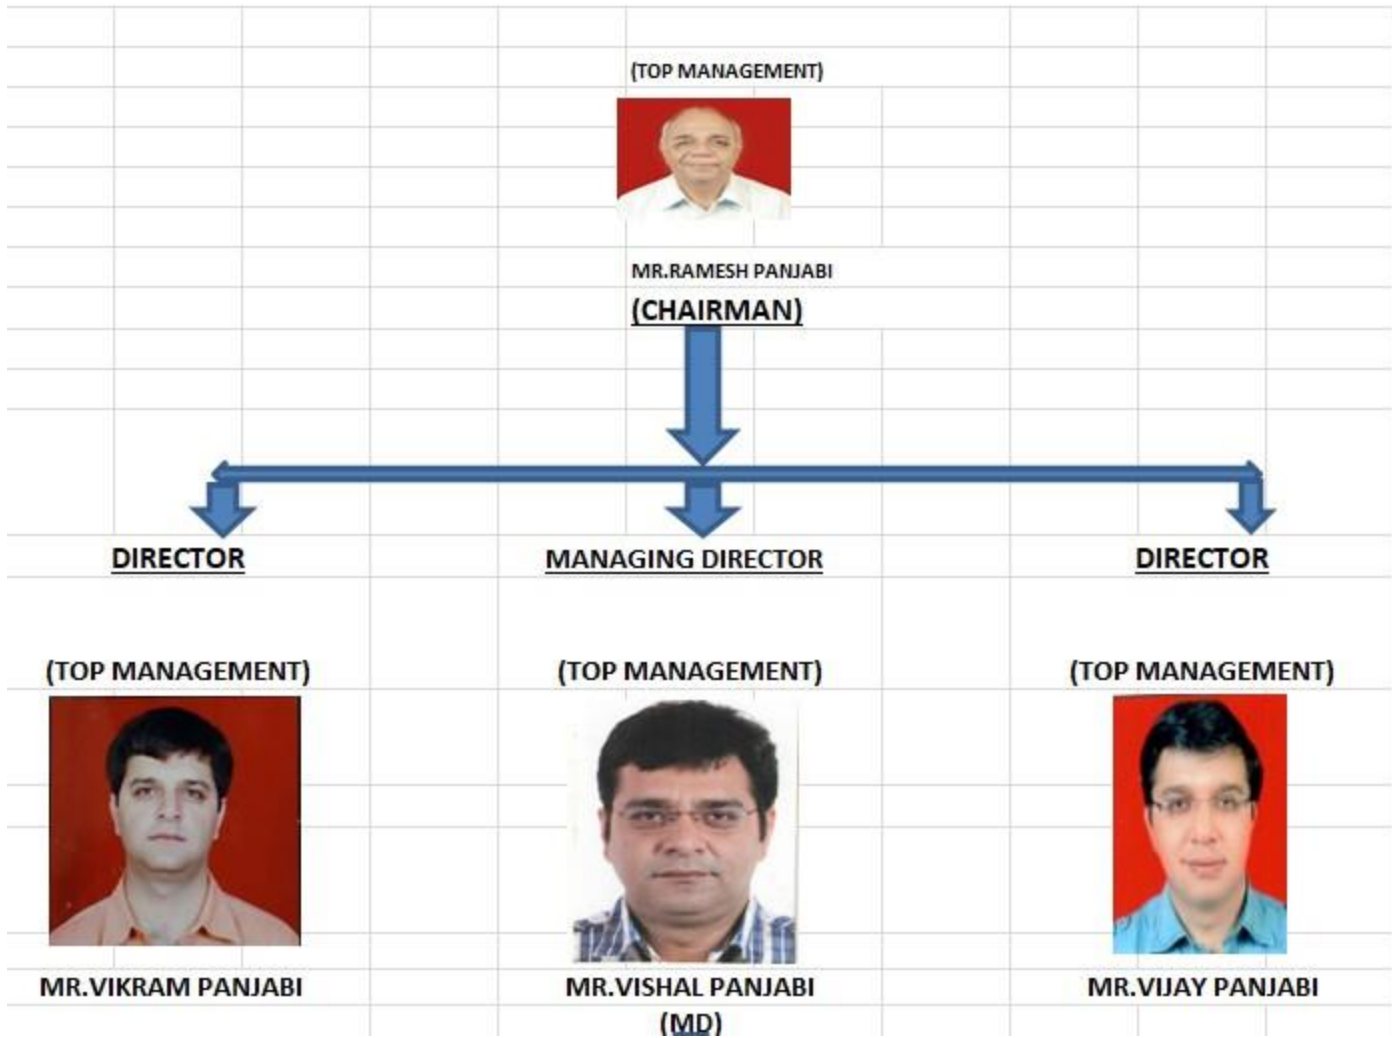 (TOP MANAGEMENT)
MR.RAMESH PANJABI
(CHAIRMAN)
DIRECTOR
MANAGING DIRECTOR
DIRECTOR
(TOP MANAGEMENT)
(TOP MANAGEMENT)
(TOP MANAGEMENT)
MR.VIKRAM PANJABI
MR.VISHAL PANJABI
MR.VIJAY PANJABI
(MD)